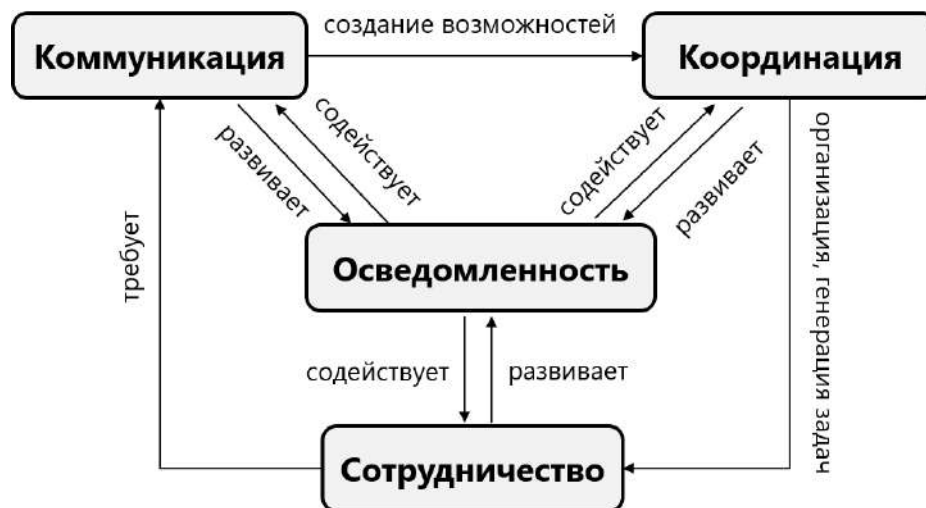 создание возможностей
Коммуникация
Координация
развивает
содействует
содействует
развивает
организация, генерация задач
требует
Осведомленность
содействует
развивает
Сотрудничество